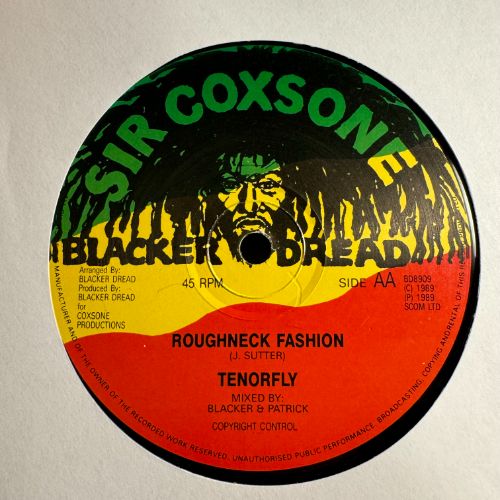 SIR COXSONE
BLACKER DREAD
Arranged By:
BLACKER DREAD
Produced By:
BLACKER DREAD
for
COXSONE
PRODUCTIONS
45 RPM
SIDE AA
BD8909
(C) 1989
(P) 1989
SCOM LTD
ROUGHNECK FASHION
(J. SUTTER)
TENORFLY
MIXED BY:
BLACKER & PATRICK
COPYRIGHT CONTROL
MANUFACTURER AND OF THE OWNER OF THE RECORDED WORK RESERVED. UNAUTHORISED PUBLIC PERFORMANCE, BROADCASTING, COPYING AND RENTAL OF THIS